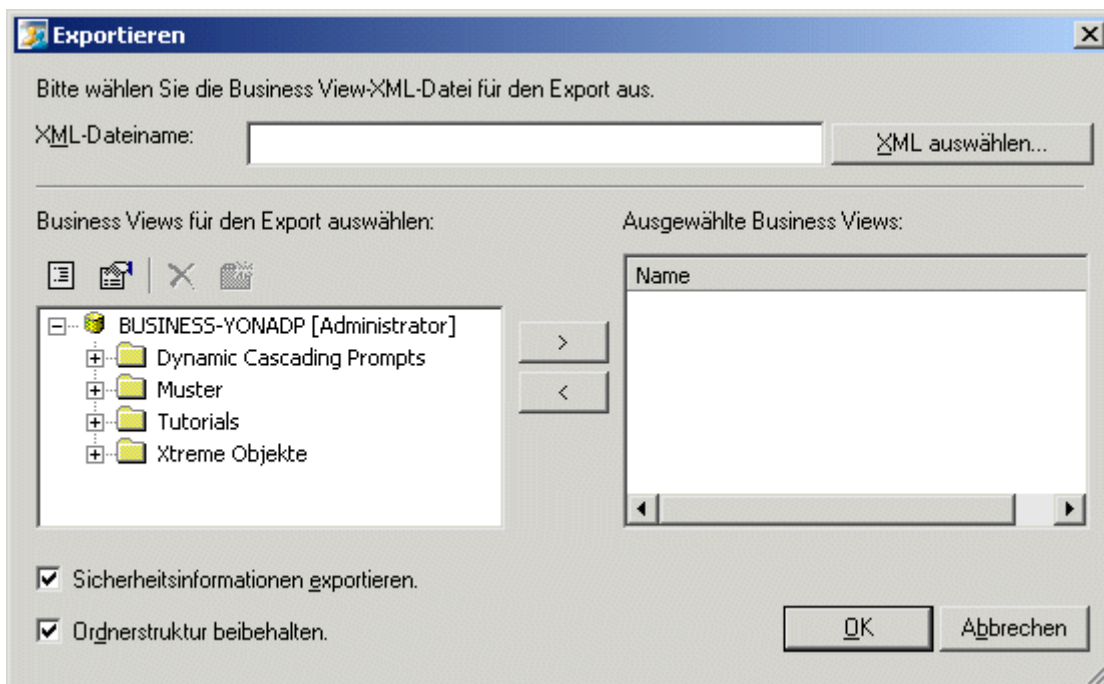 Exportieren
Bitte wählen Sie die Business View-XML-Datei für den Export aus.
XML-Dateiname:
XML auswählen...
Business Views für den Export auswählen:
Ausgewählte Business Views:
Name
BUSINESS-YONADP [Administrator]
Dynamic Cascading Prompts
Muster
Tutorials
Xtreme Objekte
>
<
Sicherheitsinformationen exportieren.
Ordnerstruktur beibehalten.
OK
Abbrechen